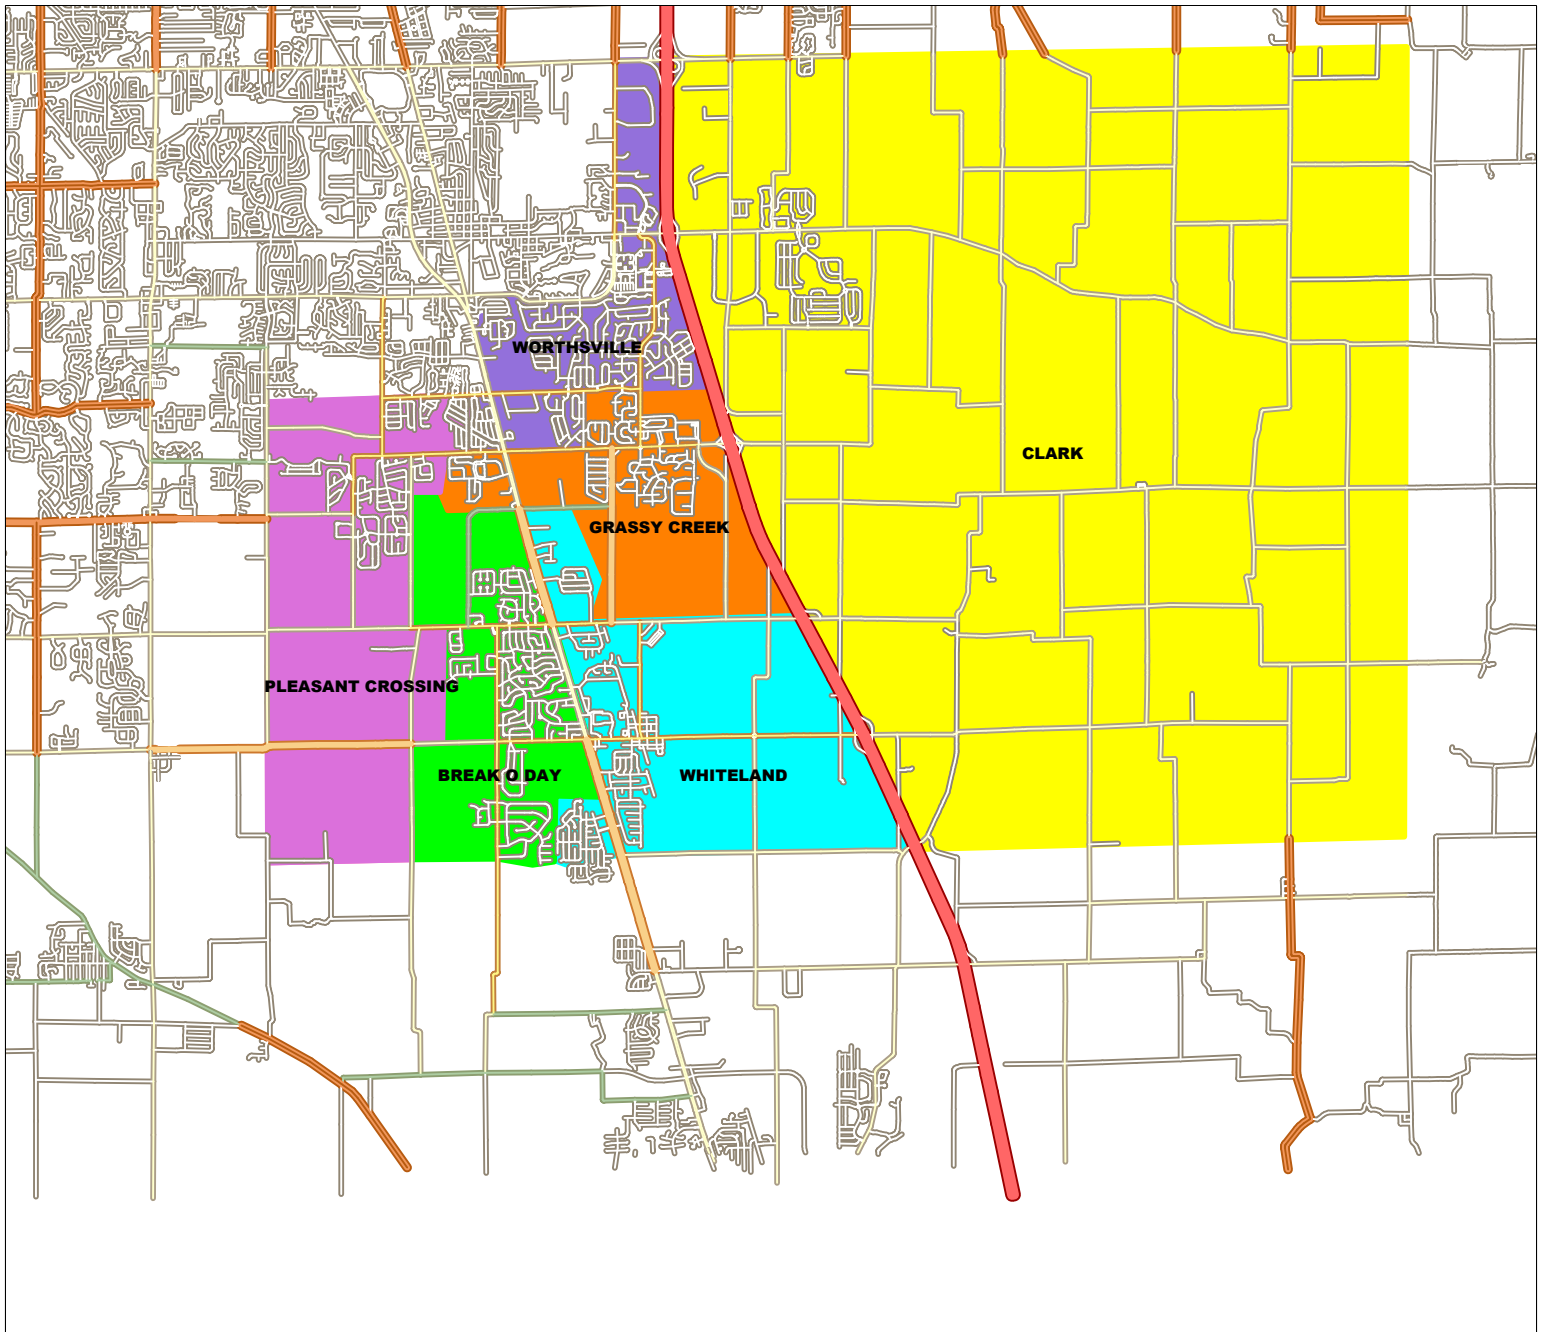 WORTHSVILLE
CLARK
GRASSY CREEK
PLEASANT CROSSING
BREAK O DAY
WHITELAND